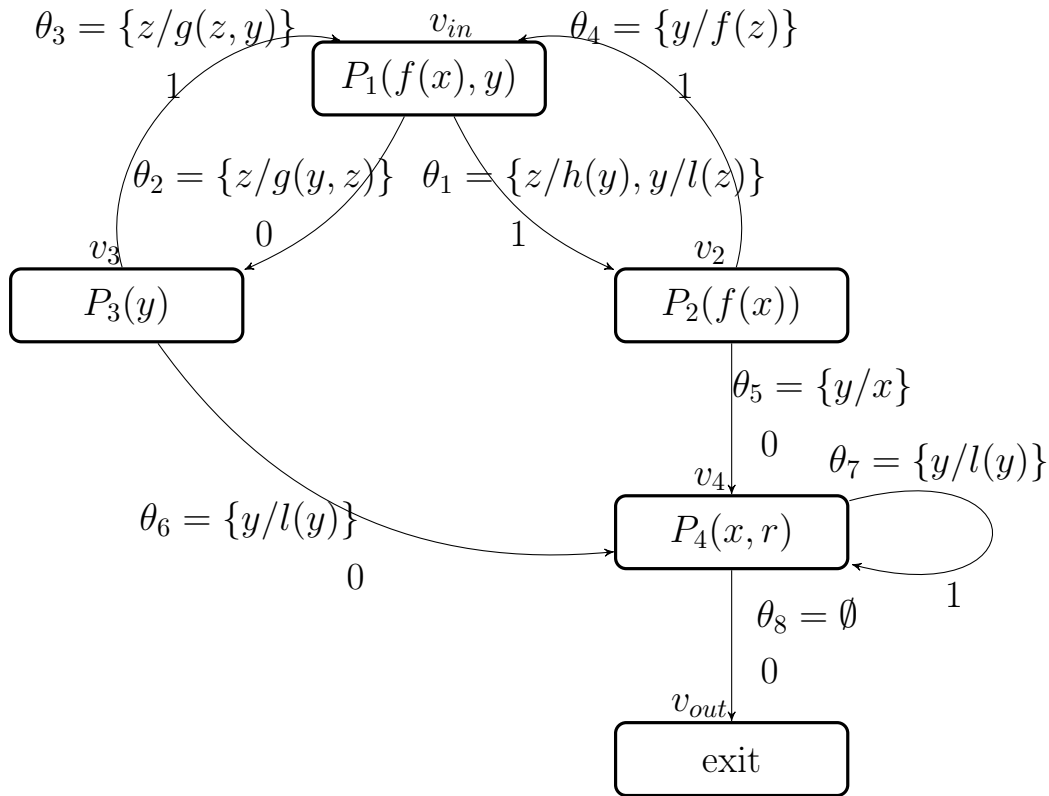 θ₃ = {z/g(z, y)}
v_in
θ₄ = {y/f(z)}
P₁(f(x), y)
1
1
θ₂ = {z/g(y, z)}
θ₁ = {z/h(y), y/l(z)}
0
1
v₃
v₂
P₃(y)
P₂(f(x))
θ₅ = {y/x}
0
θ₇ = {y/l(y)}
v₄
θ₆ = {y/l(y)}
P₄(x, r)
0
1
θ₈ = ∅
0
v_out
exit